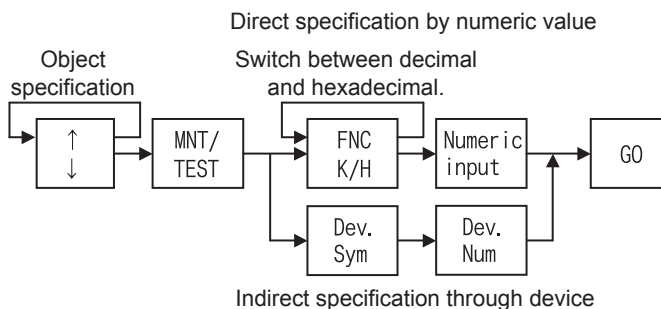 Direct specification by numeric value
Object
specification
Switch between decimal
and hexadecimal.
↑
↓
MNT/
TEST
FNC
K/H
Numeric
input
GO
Dev.
Sym
Dev.
Num
Indirect specification through device